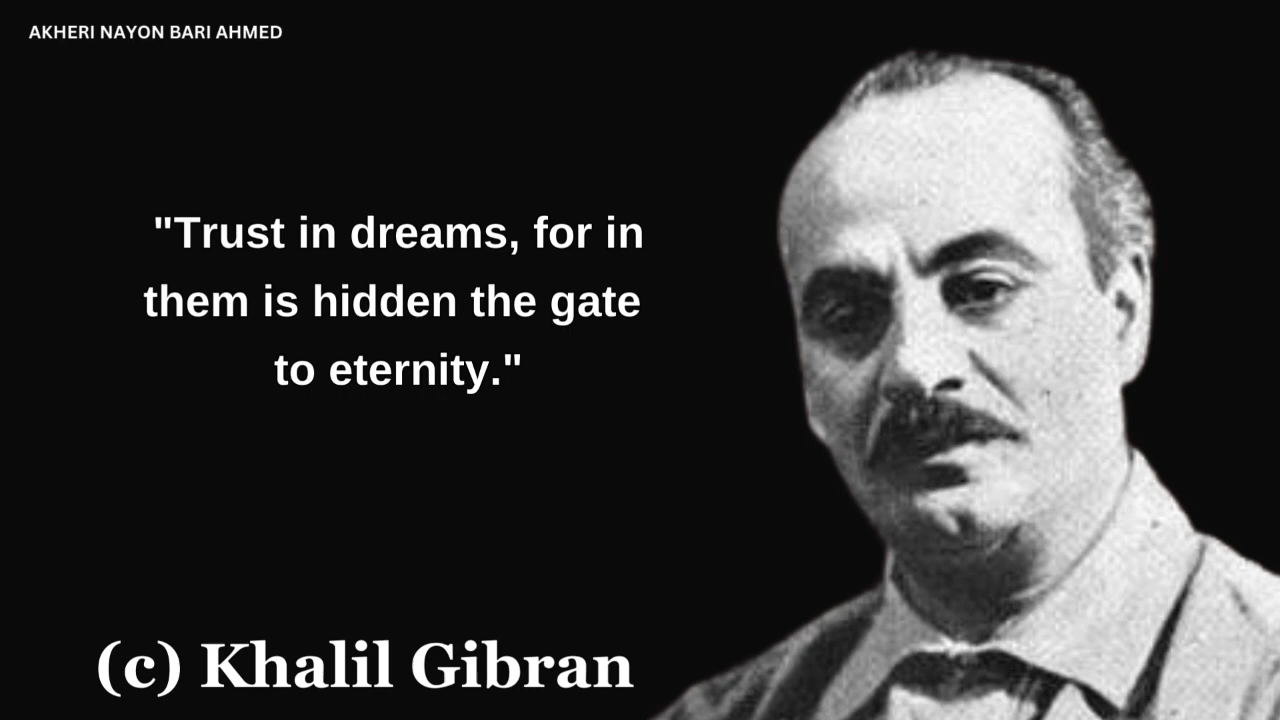 AKHERI NAYON BARI AHMED
"Trust in dreams, for in
them is hidden the gate
to eternity."
(c) Khalil Gibran